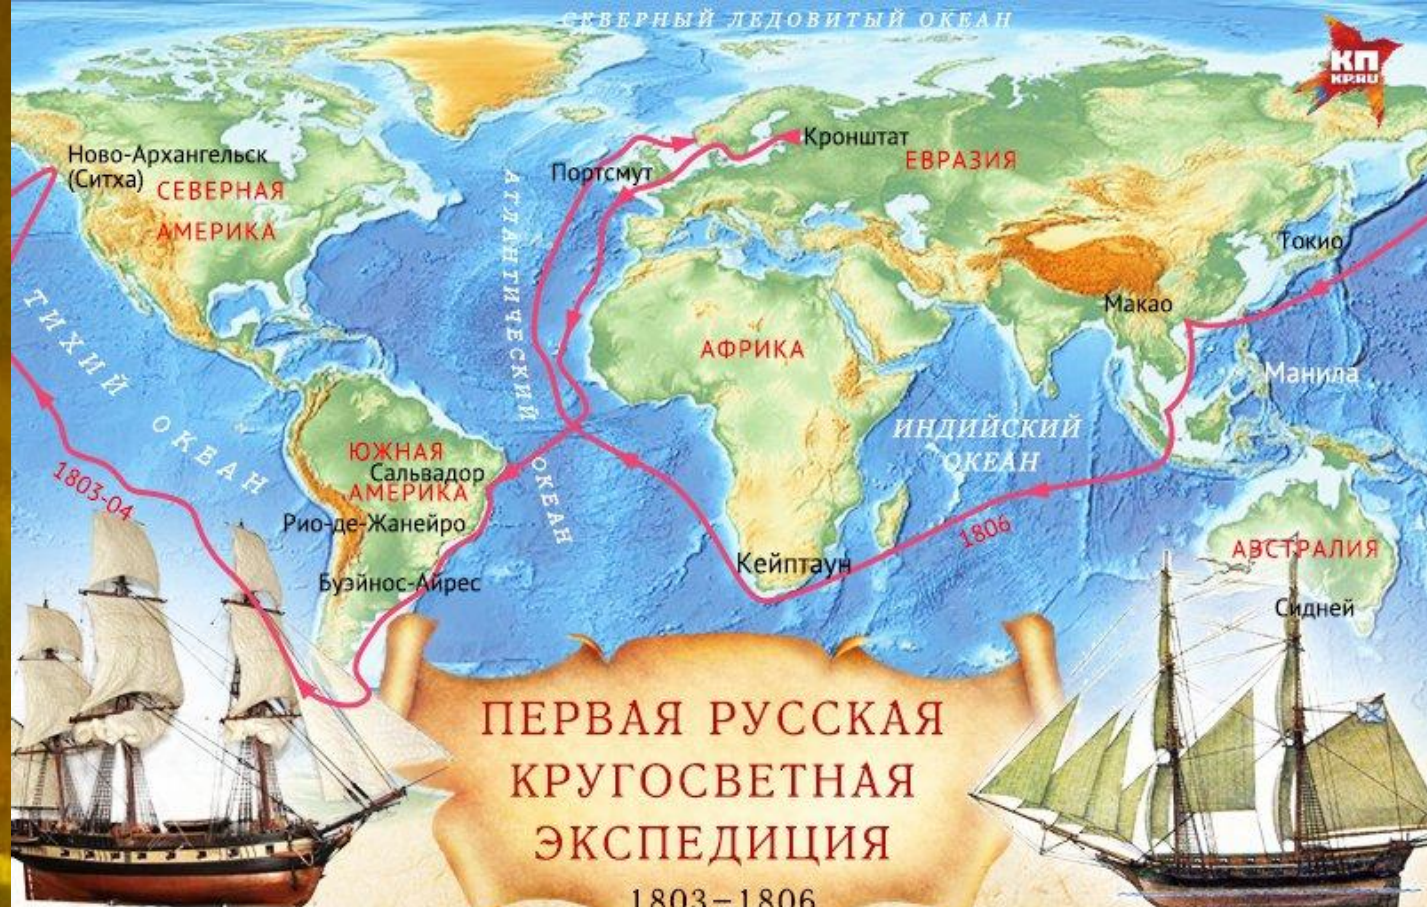 СЕВЕРНЫЙ ЛЕДОВИТЫЙ ОКЕАН
КП
KP.RU
Кронштат
ЕВРАЗИЯ
Ново-Архангельск
(Ситха)
СЕВЕРНАЯ
АМЕРИКА
Портсмут
АТЛАНТИЧЕСКИЙ
ОКЕАН
Токио
Макао
Манила
ТИХИЙ ОКЕАН
АФРИКА
ИНДИЙСКИЙ
ОКЕАН
ЮЖНАЯ
Сальвадор
АМЕРИКА
1803-04
Рио-де-Жанейро
Буэйнос-Айрес
Кейптаун
1806
АВСТРАЛИЯ
Сидней
ПЕРВАЯ РУССКАЯ
КРУГОСВЕТНАЯ
ЭКСПЕДИЦИЯ
1803–1806